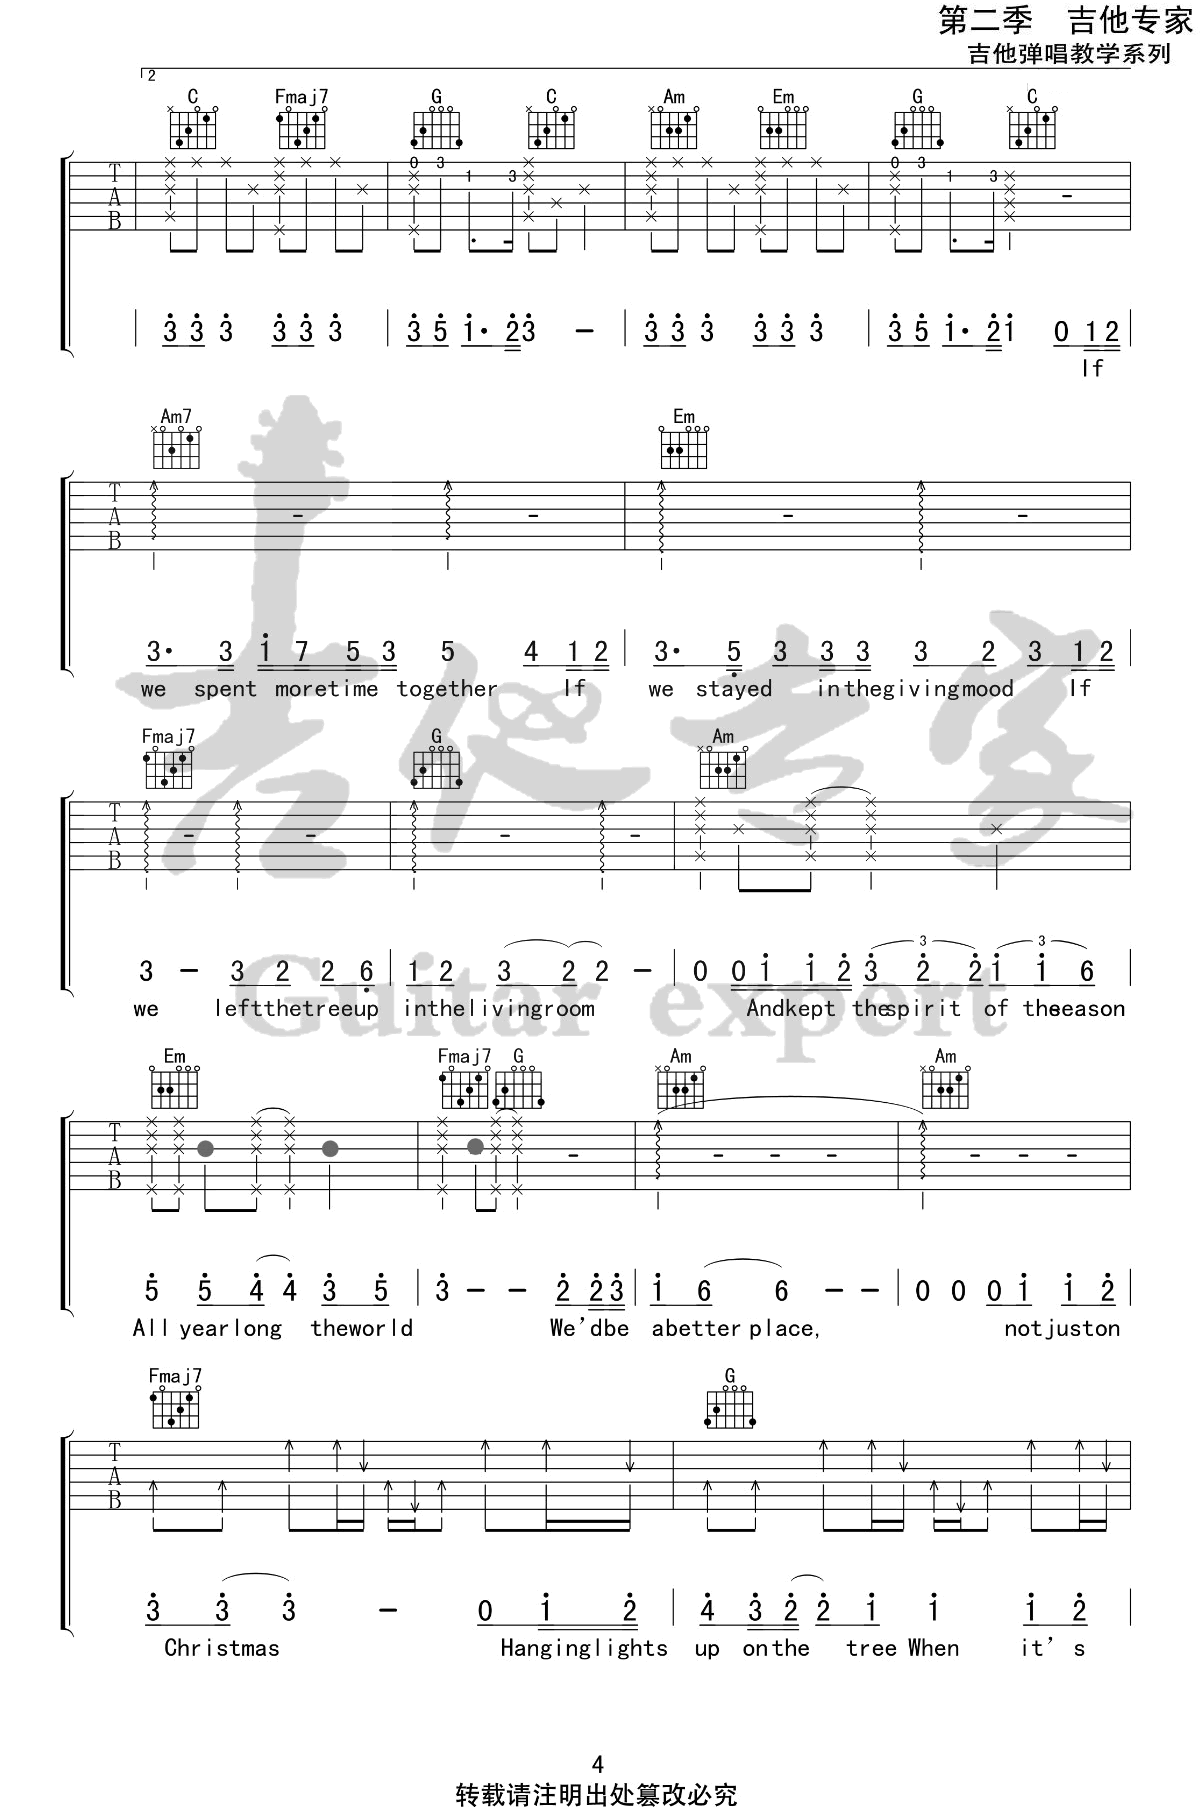 第二季　吉他专家
吉他弹唱教学系列
2
C Fmaj7 G C Am Em G C
0 3 1 3 0 3 1 3
T
A
B
3 3 3 3 3 3 3 5 1· 2 3 - 3 3 3 3 3 3 3 5 1· 2 1 0 1 2
If
Am7 Em
T
A
B
3· 3 1 7 5 3 5 4 1 2 3· 5 3 3 3 3 2 3 1 2
we spent moretime together If we stayed inthegivingmood If
Fmaj7 G Am
T
A
B
3 - 3 2 2 6 1 2 3 2 2 - 0 0 1 1 2 3 2 2 1 1 6
3 3
we leftthetreeup inthelivingroom Andkept thespirit of theseason
吉他专家
Guitar expert
Em Fmaj7 G Am Am
T
A
B
5 5 4 4 3 5 3 - - 2 2 3 1 6 6 - - 0 0 0 1 1 2
All yearlong theworld We'dbe abetter place, notjuston
Fmaj7 G
T
A
B
3 3 3 - 0 1 2 4 3 2 2 1 1 1 2
Christmas Hanginglights up onthe tree When it's
4
转载请注明出处篡改必究